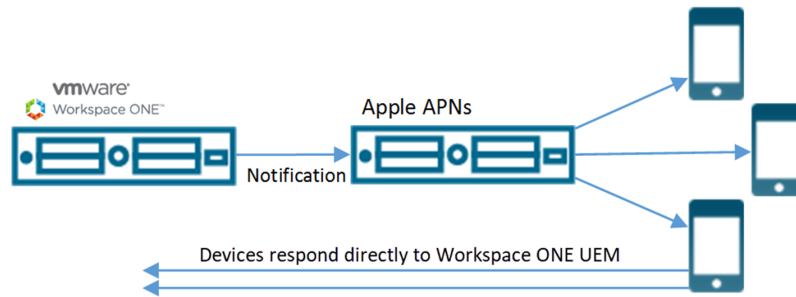 vmware®
Workspace ONE™
Apple APNs
Notification
Devices respond directly to Workspace ONE UEM